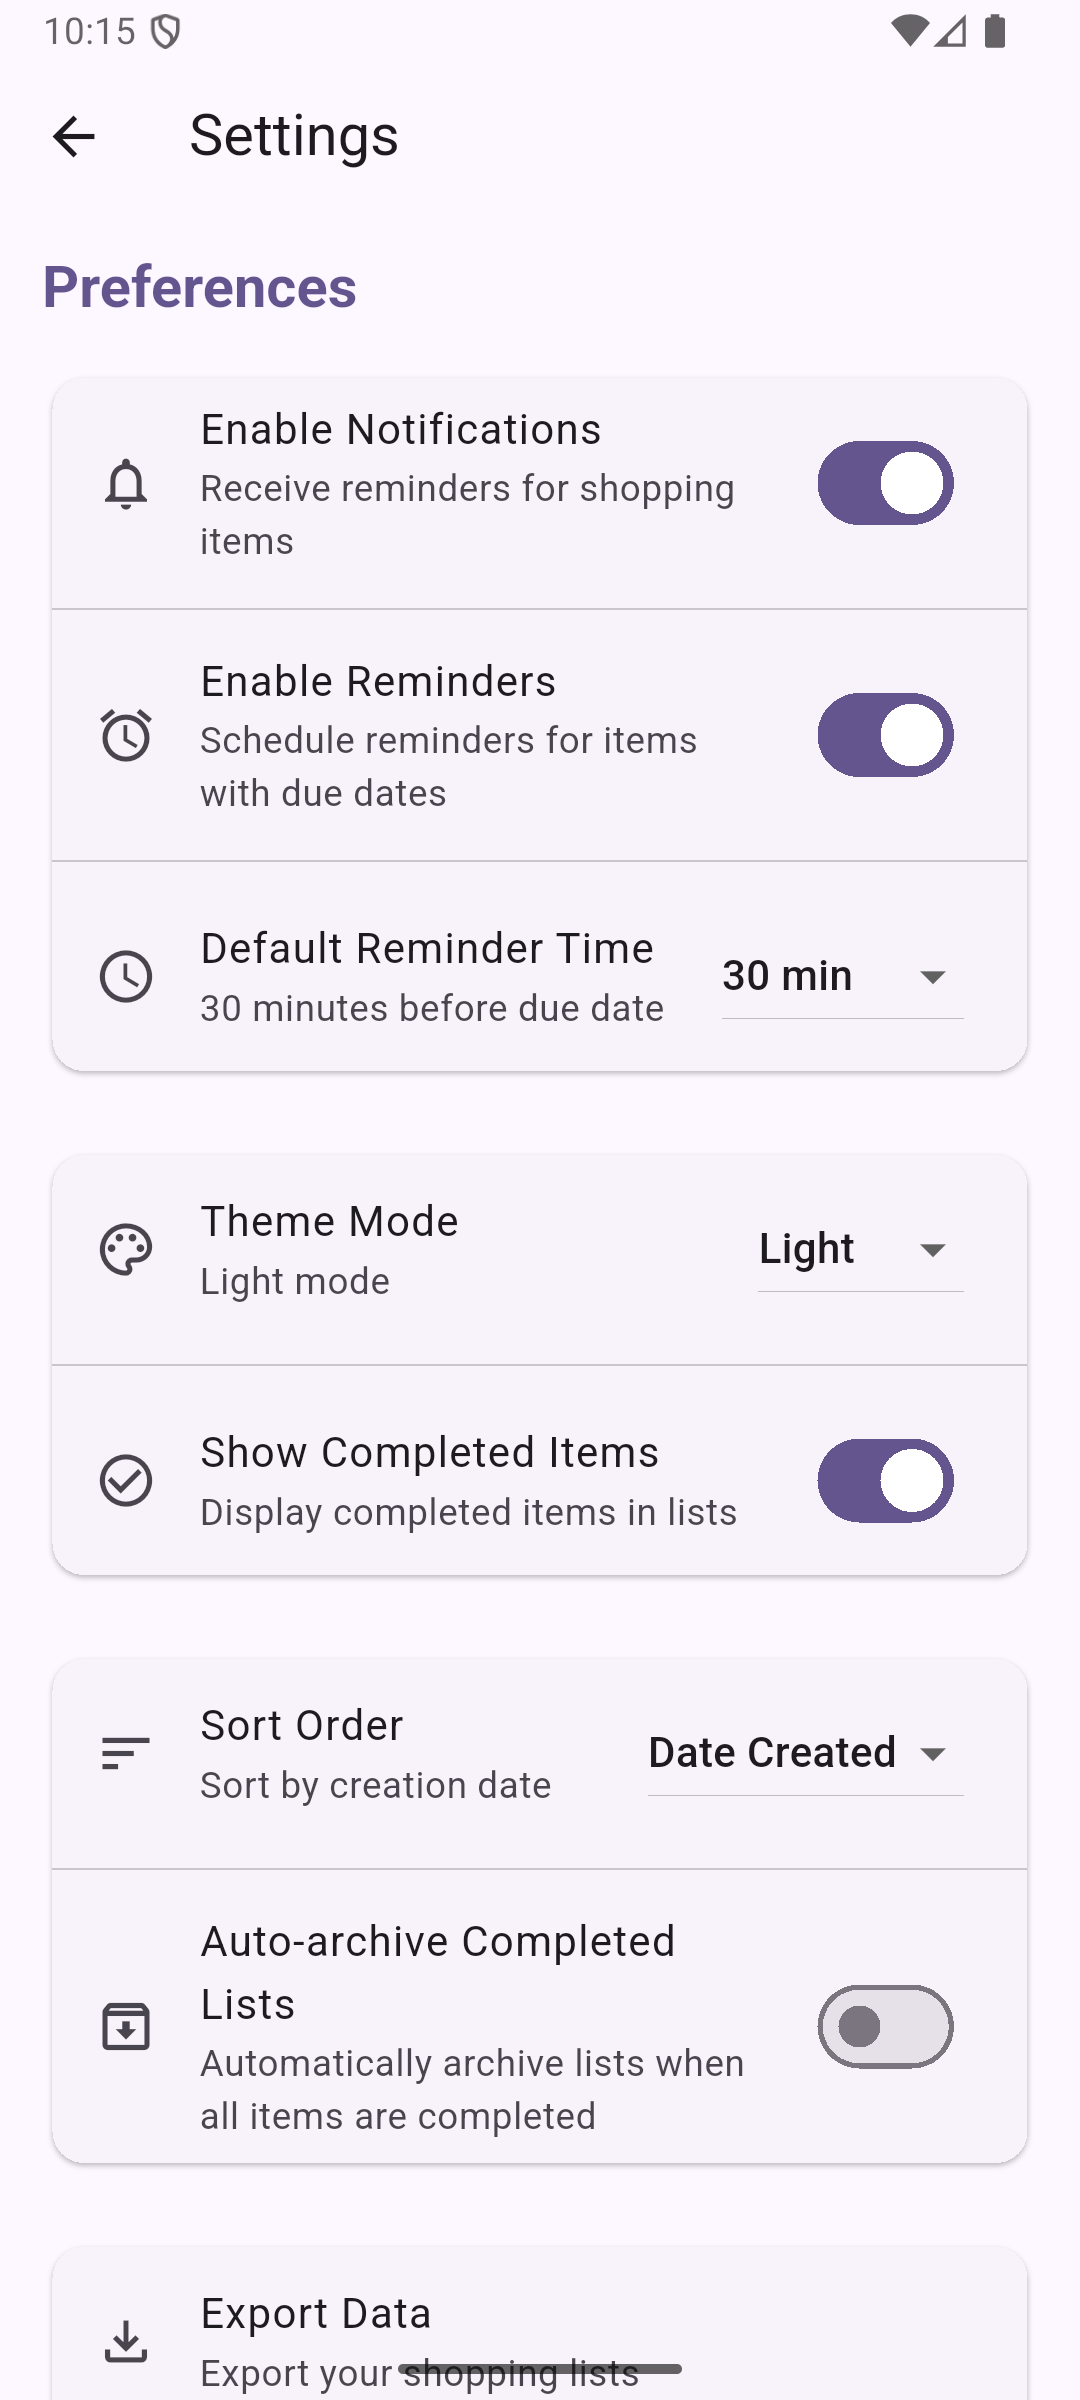 10:15
Settings
Preferences
Enable Notifications
Receive reminders for shopping
items
Enable Reminders
Schedule reminders for items
with due dates
Default Reminder Time
30 minutes before due date
30 min
Theme Mode
Light mode
Light
Show Completed Items
Display completed items in lists
Sort Order
Sort by creation date
Date Created
Auto-archive Completed
Lists
Automatically archive lists when
all items are completed
Export Data
Export your shopping lists